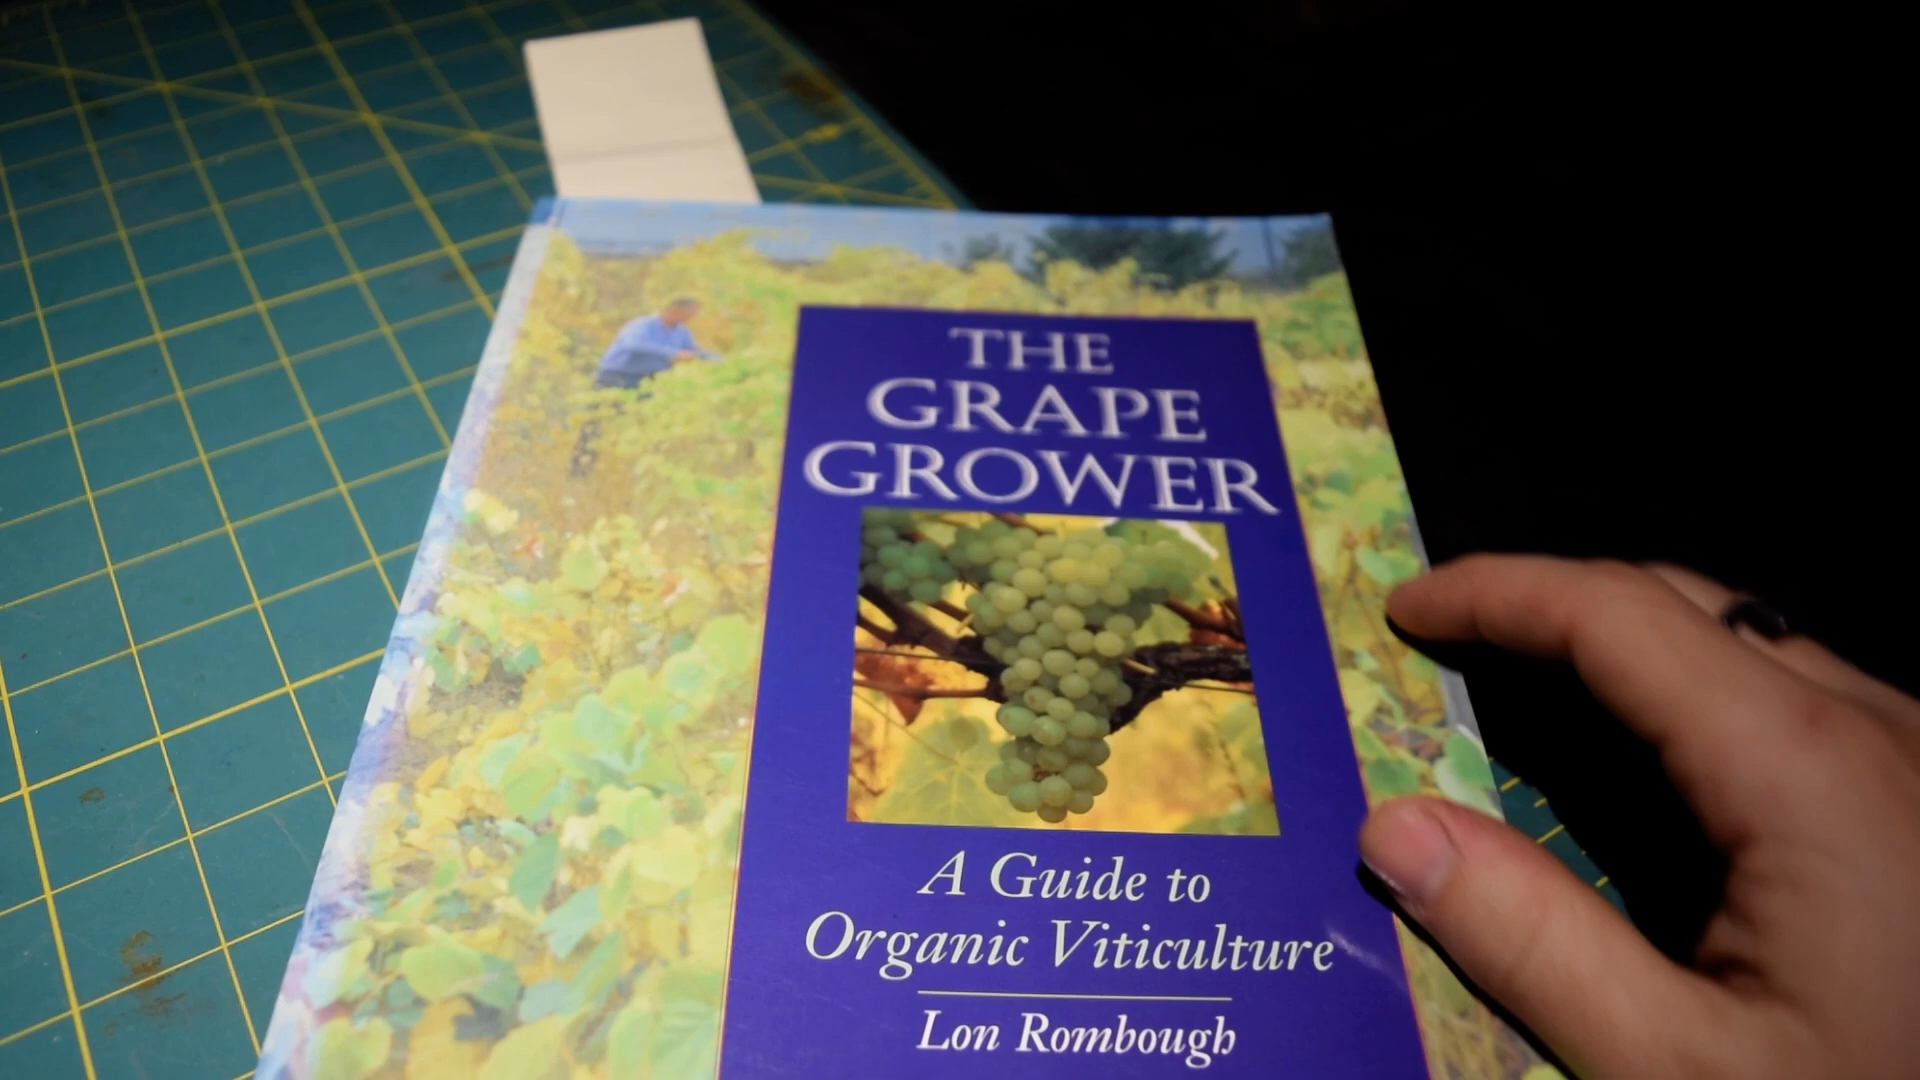 THE
GRAPE
GROWER
A Guide to
Organic Viticulture
Lon Rombough